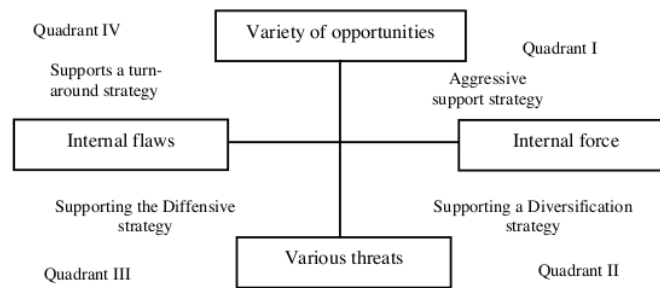 Quadrant IV
Variety of opportunities
Quadrant I
Supports a turn-
around strategy
Aggressive
support strategy
Internal flaws
Internal force
Supporting the Diffensive
strategy
Supporting a Diversification
strategy
Various threats
Quadrant III
Quadrant II